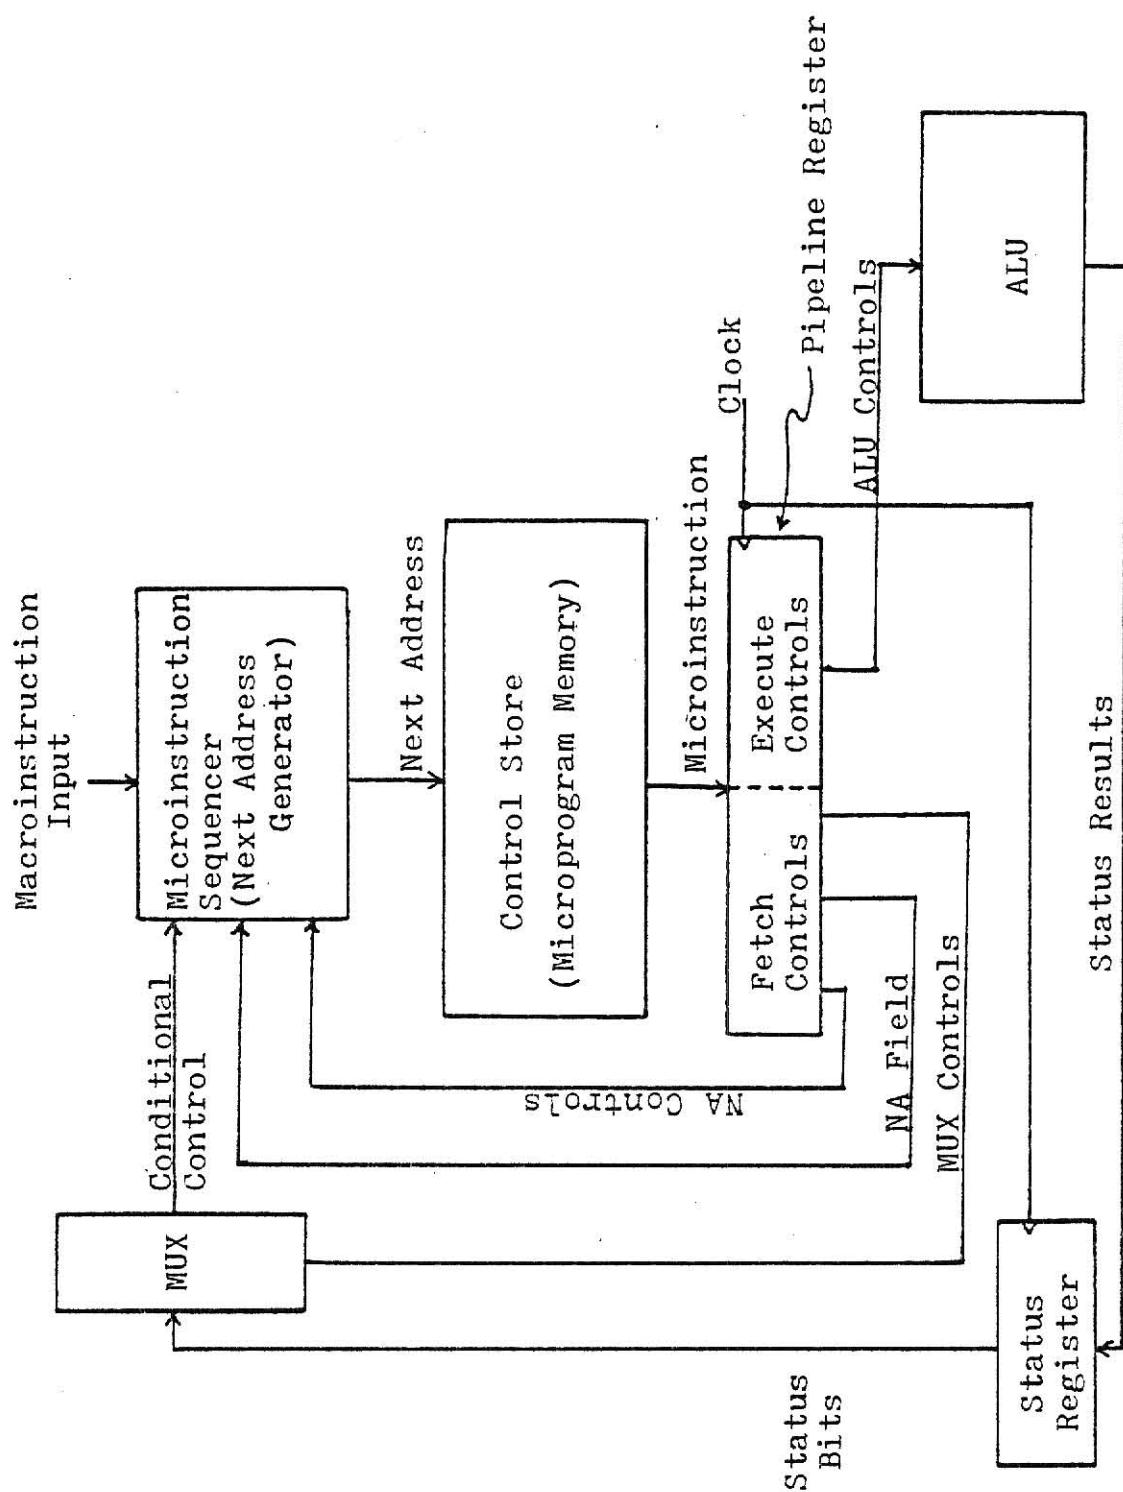 Macroinstruction
Input
Conditional
Control
MUX
Microinstruction
Sequencer
(Next Address
Generator)
Next Address
NA Controls
NA Field
MUX Controls
Control Store
(Microprogram Memory)
Microinstruction
Clock
Pipeline Register
Fetch
Controls
Execute
Controls
ALU Controls
ALU
Status
Bits
Status
Register
Status Results